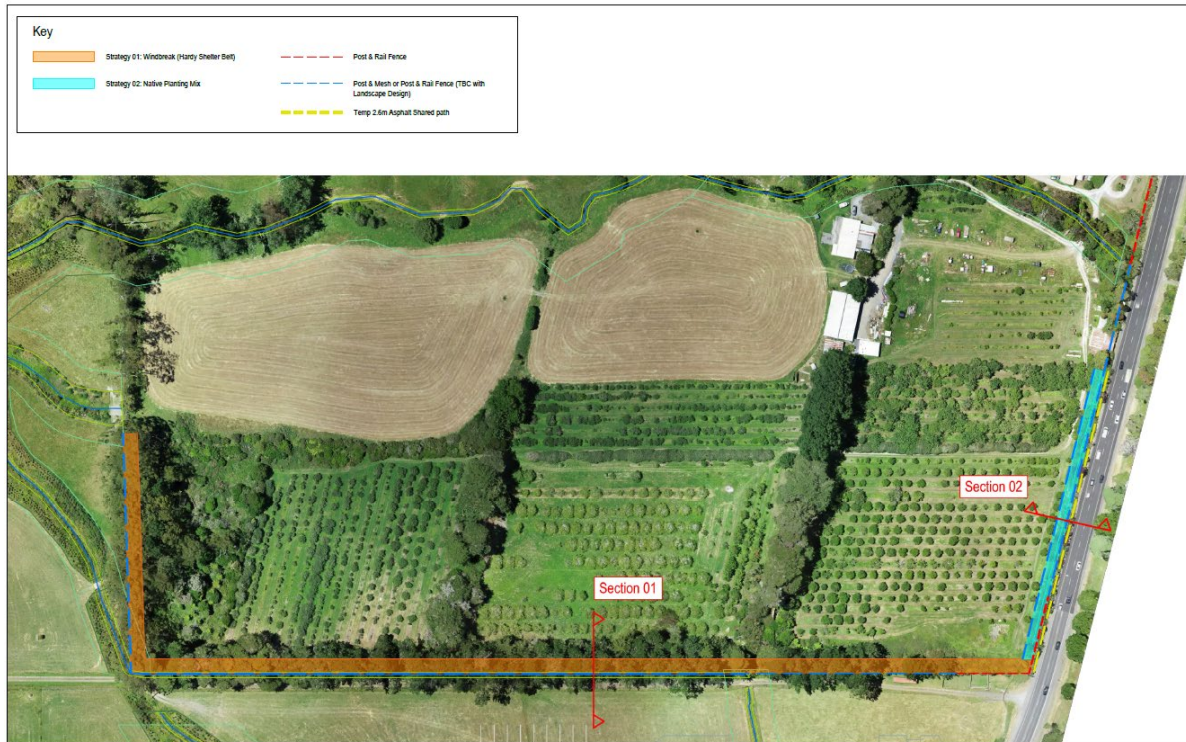 Key
Strategy 01: Windbreak (Hardy Shelter Belt)
Post & Rail Fence
Strategy 02: Native Planting Mix
Post & Mesh or Post & Rail Fence (TBC with
Landscape Design)
Temp 2.6m Asphalt Shared path
Section 02
Section 01